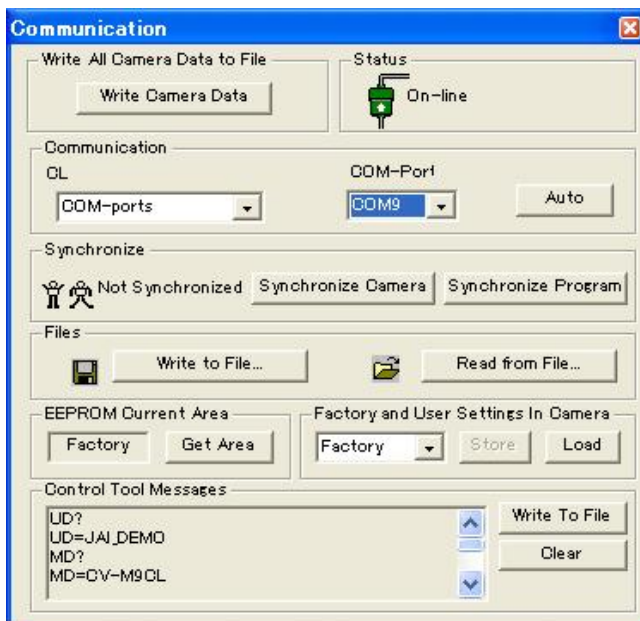 Communication
Write All Camera Data to File
Write Camera Data
Status
On-line
Communication
CL
COM-Port
COM-ports
COM9
Auto
Synchronize
Not Synchronized
Synchronize Camera
Synchronize Program
Files
Write to File...
Read from File...
EEPROM Current Area
Factory
Get Area
Factory and User Settings In Camera
Factory
Store
Load
Control Tool Messages
UD?
UD=JAI_DEMO
MD?
MD=CV-M9CL
Write To File
Clear